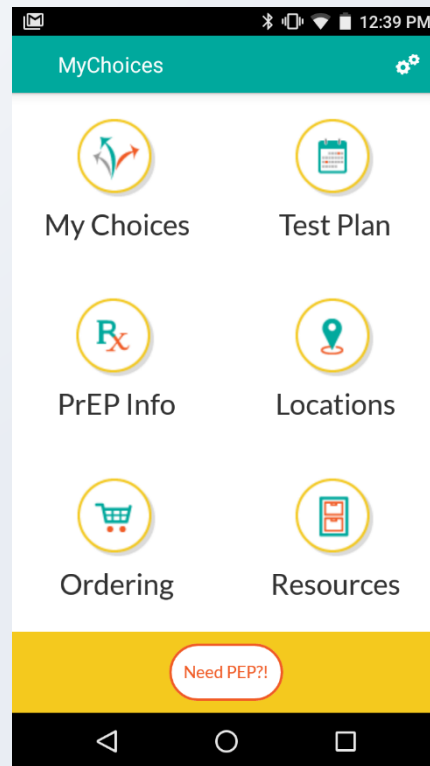 12:39 PM
MyChoices
My Choices Test Plan
Rx
PrEP Info Locations
Ordering Resources
Need PEP?!